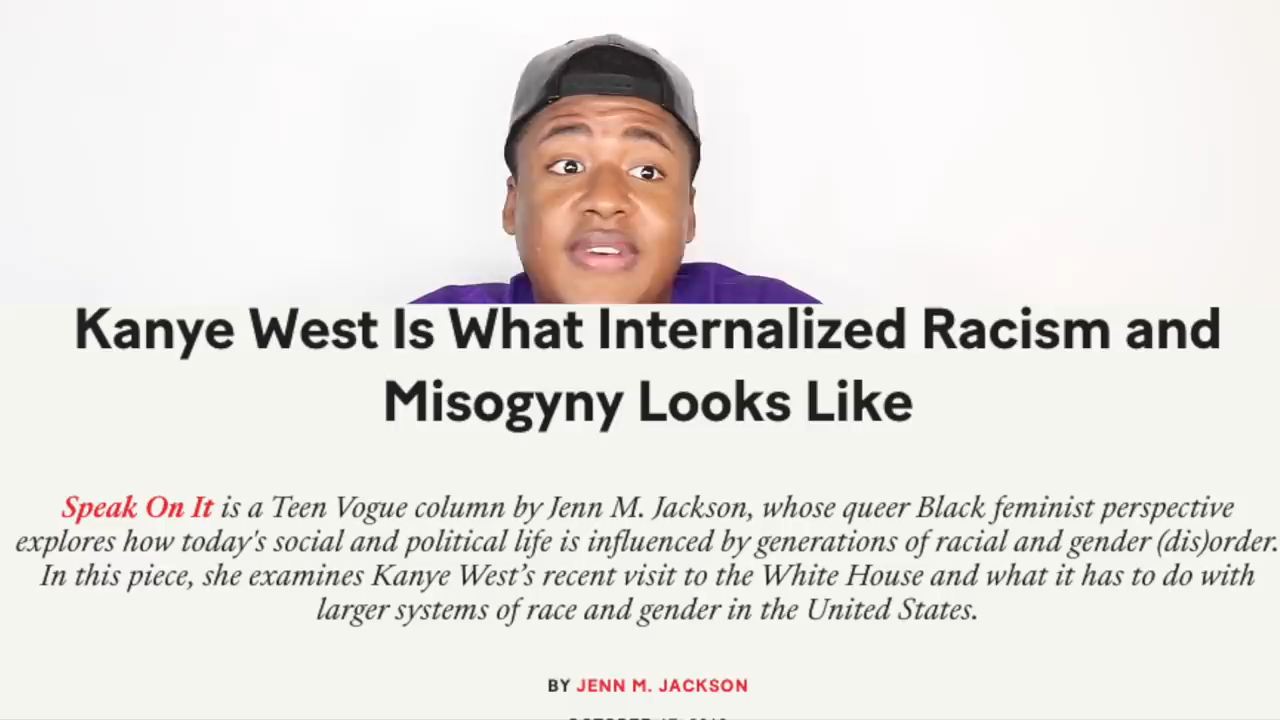 Kanye West Is What Internalized Racism and
Misogyny Looks Like
Speak On It is a Teen Vogue column by Jenn M. Jackson, whose queer Black feminist perspective
explores how today's social and political life is influenced by generations of racial and gender (dis)order.
In this piece, she examines Kanye West’s recent visit to the White House and what it has to do with
larger systems of race and gender in the United States.
BY JENN M. JACKSON